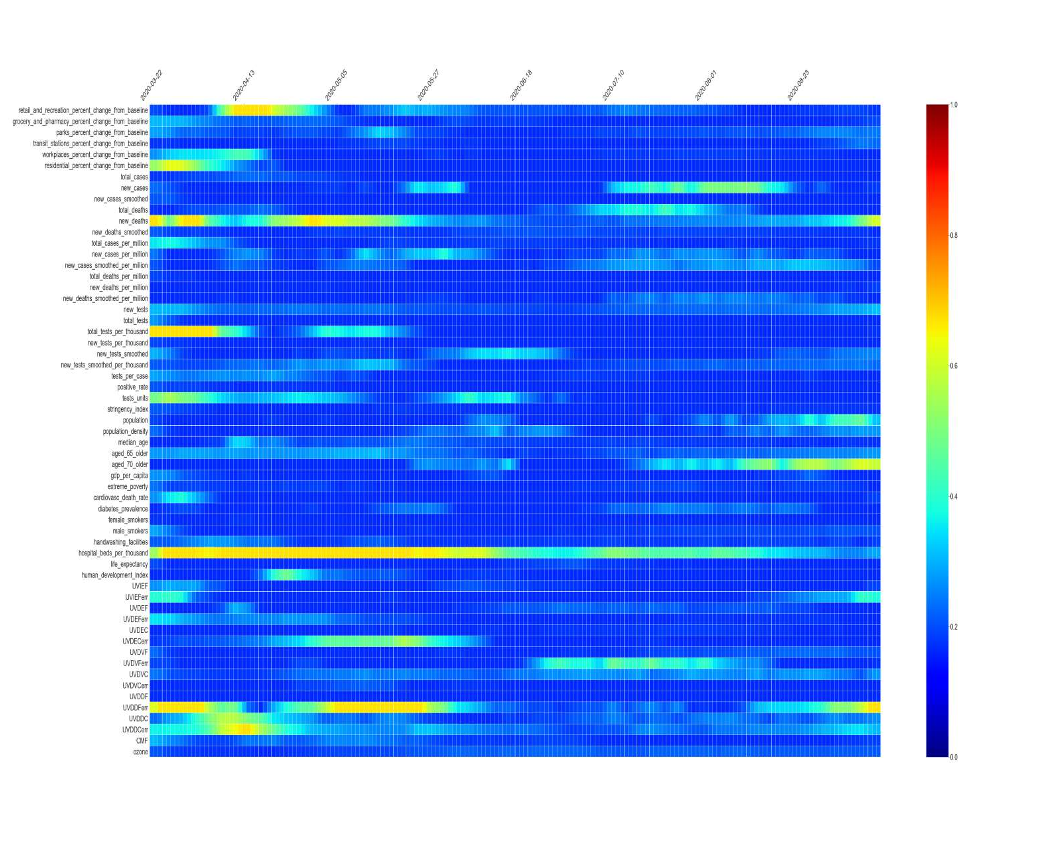 2020-03-22 2020-04-13 2020-05-05 2020-05-27 2020-06-18 2020-07-10 2020-08-01 2020-08-23
retail_and_recreation_percent_change_from_baseline
grocery_and_pharmacy_percent_change_from_baseline
parks_percent_change_from_baseline
transit_stations_percent_change_from_baseline
workplaces_percent_change_from_baseline
residential_percent_change_from_baseline
total_cases
new_cases
new_cases_smoothed
total_deaths
new_deaths
new_deaths_smoothed
total_cases_per_million
new_cases_per_million
new_cases_smoothed_per_million
total_deaths_per_million
new_deaths_per_million
new_deaths_smoothed_per_million
new_tests
total_tests
total_tests_per_thousand
new_tests_per_thousand
new_tests_smoothed
new_tests_smoothed_per_thousand
tests_per_case
positive_rate
tests_units
stringency_index
population
population_density
median_age
aged_65_older
aged_70_older
gdp_per_capita
extreme_poverty
cardiovasc_death_rate
diabetes_prevalence
female_smokers
male_smokers
handwashing_facilities
hospital_beds_per_thousand
life_expectancy
human_development_index
UVIEF
UVIEFerr
UVDEF
UVDEFerr
UVDEC
UVDECerr
UVDVF
UVDVFerr
UVDVC
UVDVCerr
UVDDF
UVDDFerr
UVDDC
UVDDCerr
CMF
ozone
1.0
0.8
0.6
0.4
0.2
0.0